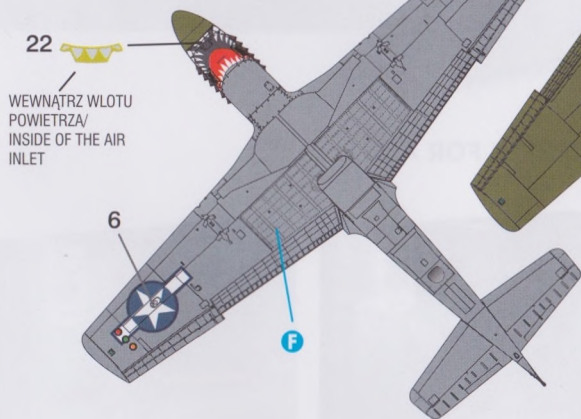 22
WEWNĄTRZ WLOTU
POWIETRZA/
INSIDE OF THE AIR
INLET
6
F